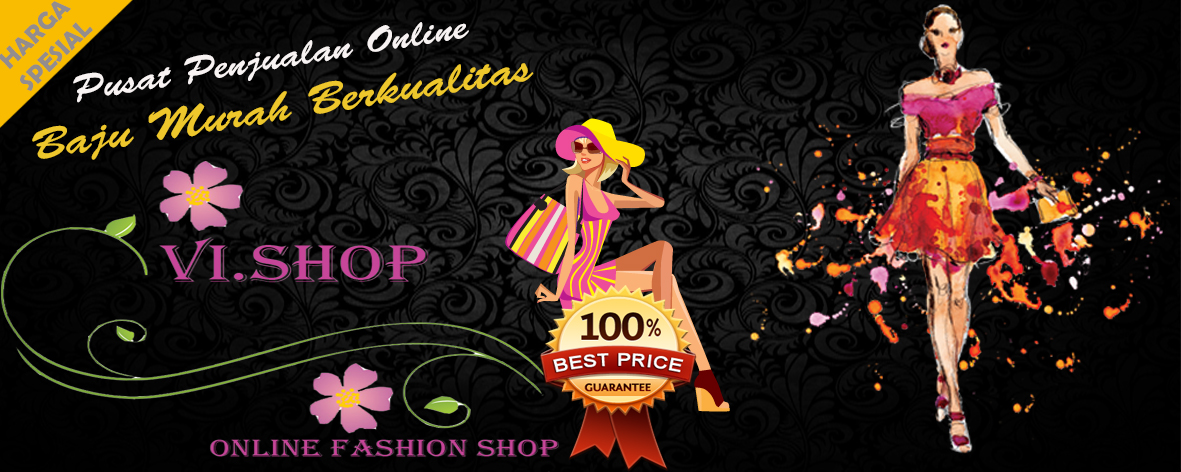 HARGA
SPESIAL
Pusat Penjualan Online
Baju Murah Berkualitas
VI.SHOP
100%
BEST PRICE
GUARANTEE
ONLINE FASHION SHOP